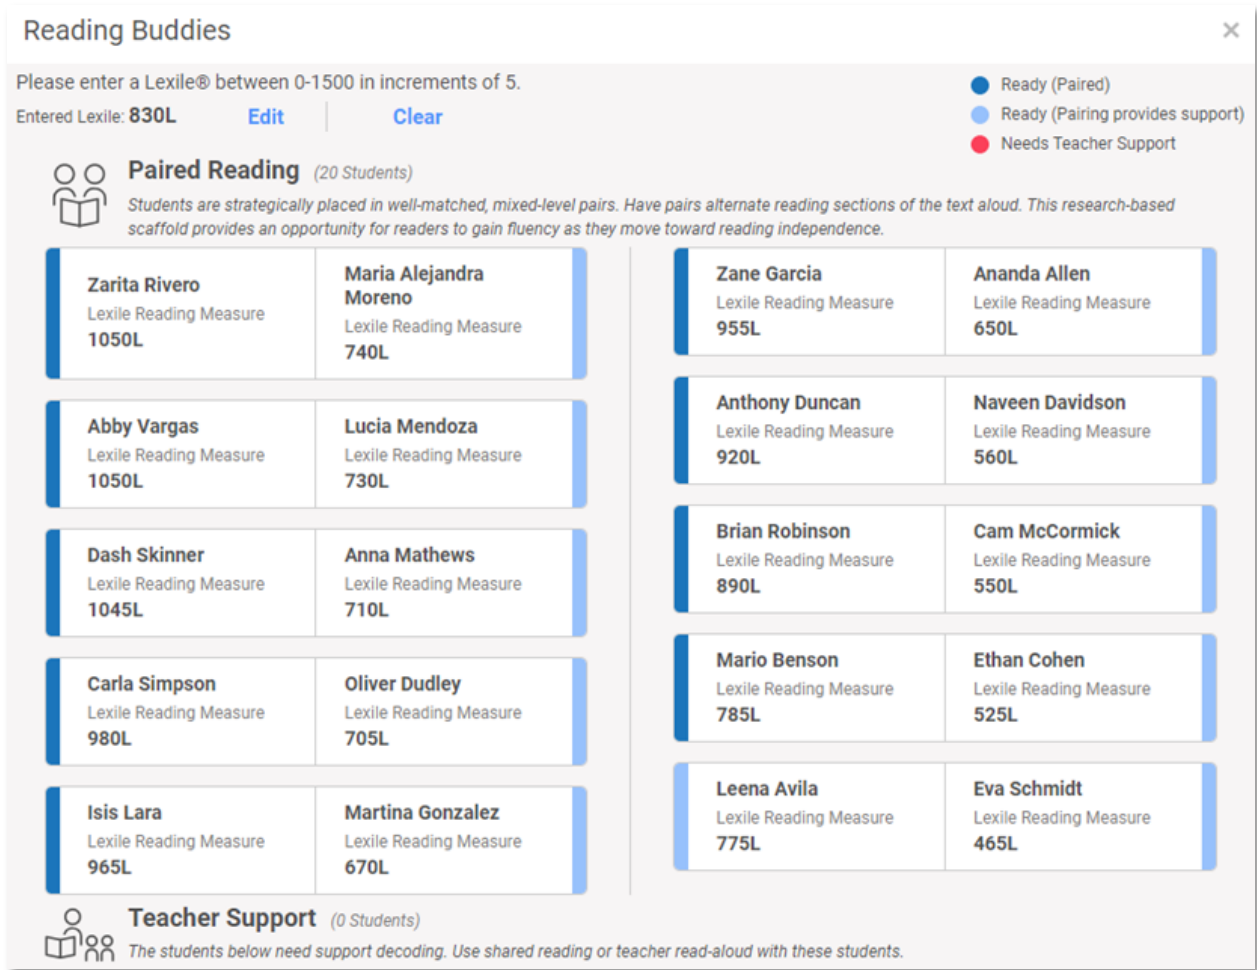 Reading Buddies
×
Please enter a Lexile® between 0-1500 in increments of 5.
Entered Lexile: 830L Edit Clear
Ready (Paired)
Ready (Pairing provides support)
Needs Teacher Support
Paired Reading (20 Students)
Students are strategically placed in well-matched, mixed-level pairs. Have pairs alternate reading sections of the text aloud. This research-based
scaffold provides an opportunity for readers to gain fluency as they move toward reading independence.
Zarita Rivero
Lexile Reading Measure
1050L
Maria Alejandra
Moreno
Lexile Reading Measure
740L
Abby Vargas
Lexile Reading Measure
1050L
Lucia Mendoza
Lexile Reading Measure
730L
Dash Skinner
Lexile Reading Measure
1045L
Anna Mathews
Lexile Reading Measure
710L
Carla Simpson
Lexile Reading Measure
980L
Oliver Dudley
Lexile Reading Measure
705L
Isis Lara
Lexile Reading Measure
965L
Martina Gonzalez
Lexile Reading Measure
670L
Zane Garcia
Lexile Reading Measure
955L
Ananda Allen
Lexile Reading Measure
650L
Anthony Duncan
Lexile Reading Measure
920L
Naveen Davidson
Lexile Reading Measure
560L
Brian Robinson
Lexile Reading Measure
890L
Cam McCormick
Lexile Reading Measure
550L
Mario Benson
Lexile Reading Measure
785L
Ethan Cohen
Lexile Reading Measure
525L
Leena Avila
Lexile Reading Measure
775L
Eva Schmidt
Lexile Reading Measure
465L
Teacher Support (0 Students)
The students below need support decoding. Use shared reading or teacher read-aloud with these students.